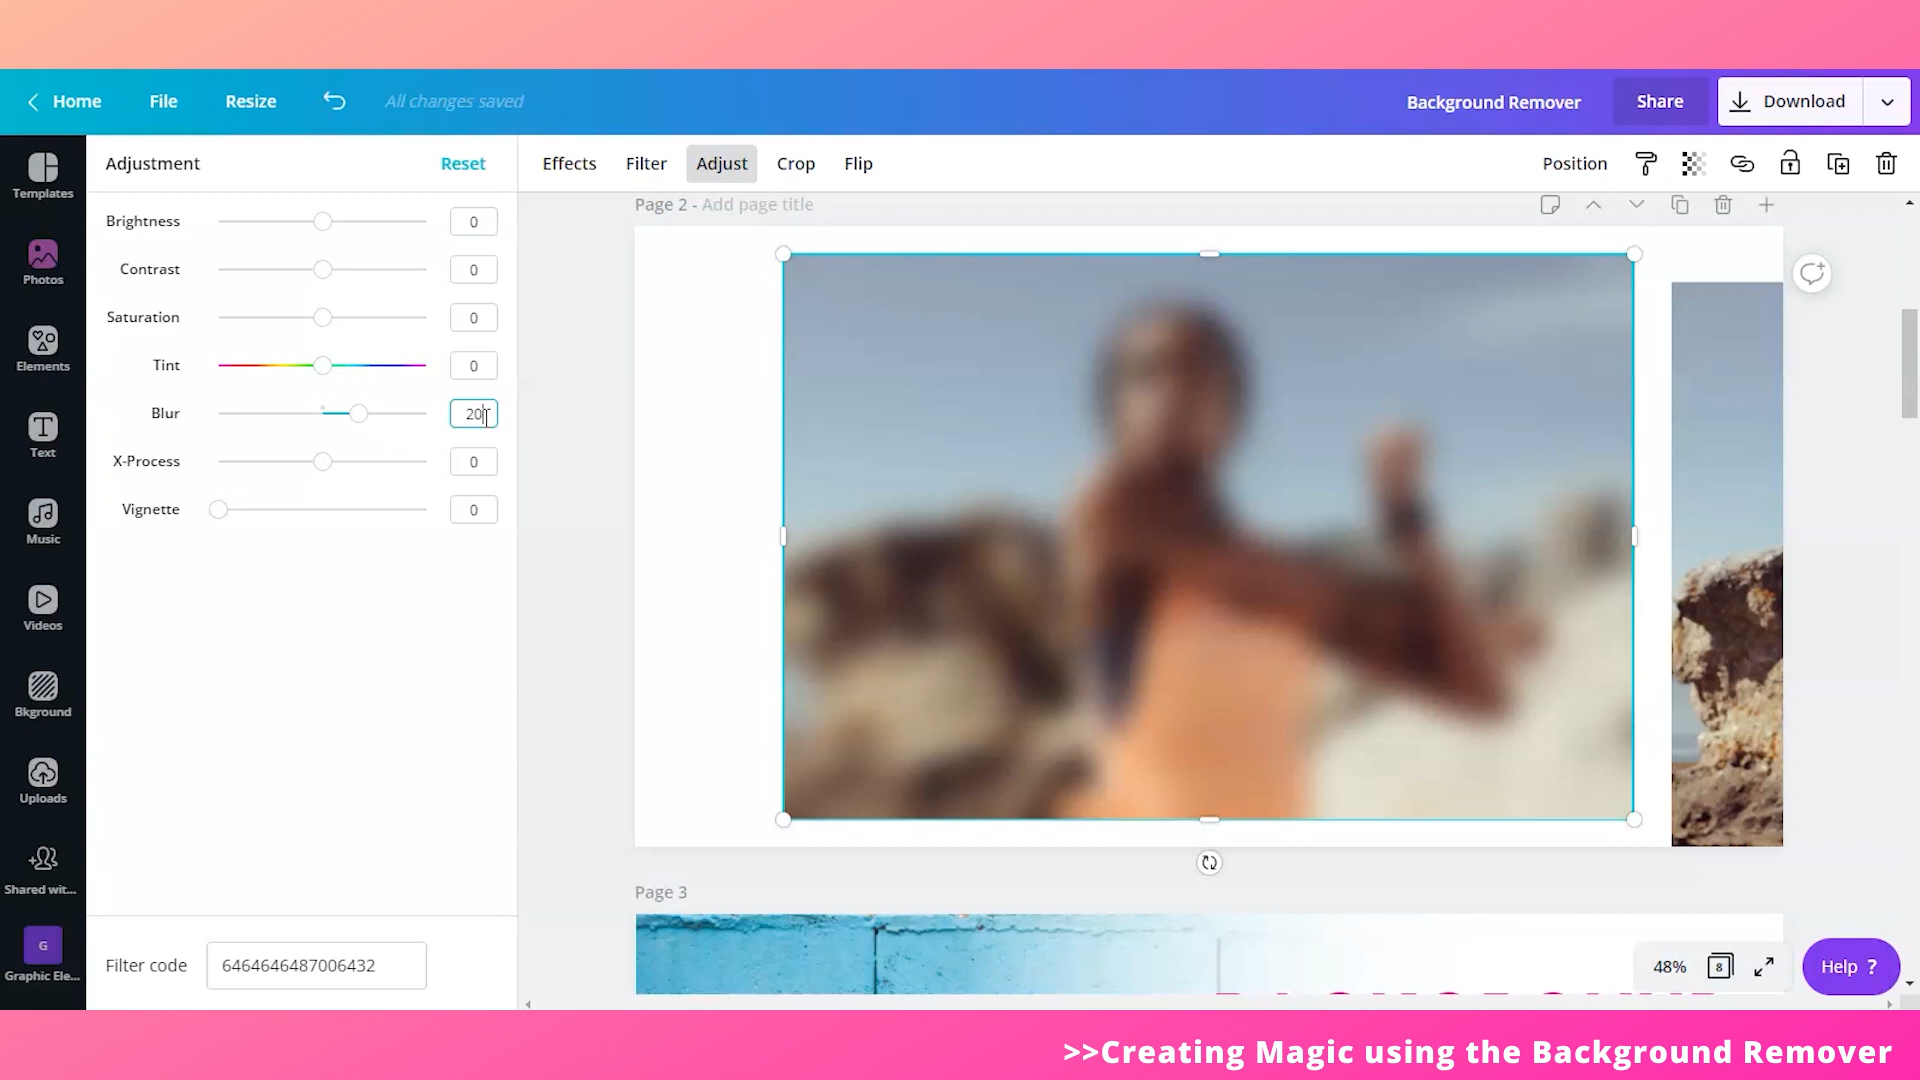 Home File Resize All changes saved Background Remover Share Download
Adjustment Reset Effects Filter Adjust Crop Flip Position
Page 2 - Add page title
Templates
Photos
Elements
Text
Music
Videos
Bkground
Uploads
Shared wit...
G
Graphic Ele...
Brightness 0
Contrast 0
Saturation 0
Tint 0
Blur 20
X-Process 0
Vignette 0
Filter code 6464646487006432
Page 3
48% 8 Help ?
>>Creating Magic using the Background Remover